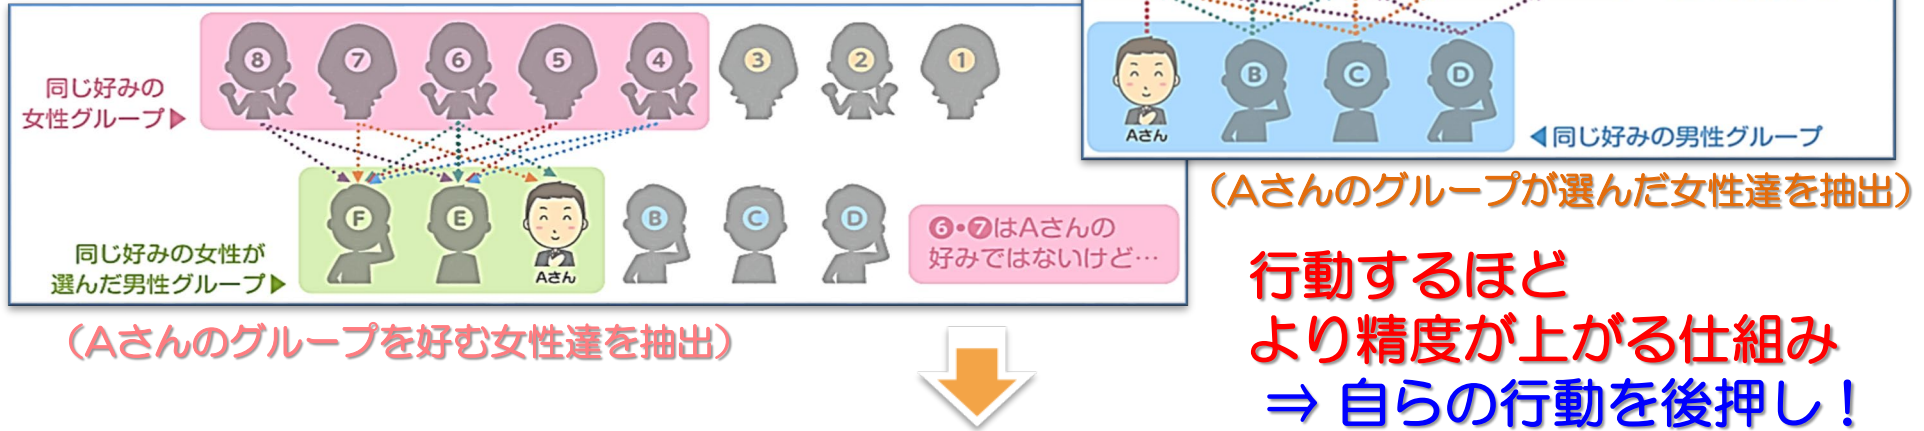 ⑧ ⑦ ⑥ ⑤ ④ ③ ② ①
同じ好みの
女性グループ▶
Ⓕ Ⓔ Ⓑ Ⓒ Ⓓ
Aさん
同じ好みの女性が
選んだ男性グループ▶
❻・❼はAさんの
好みではないけど…
（Aさんのグループを好む女性達を抽出）
Ⓑ Ⓒ Ⓓ
Aさん
◀同じ好みの男性グループ
（Aさんのグループが選んだ女性達を抽出）
行動するほど
より精度が上がる仕組み
⇒ 自らの行動を後押し！